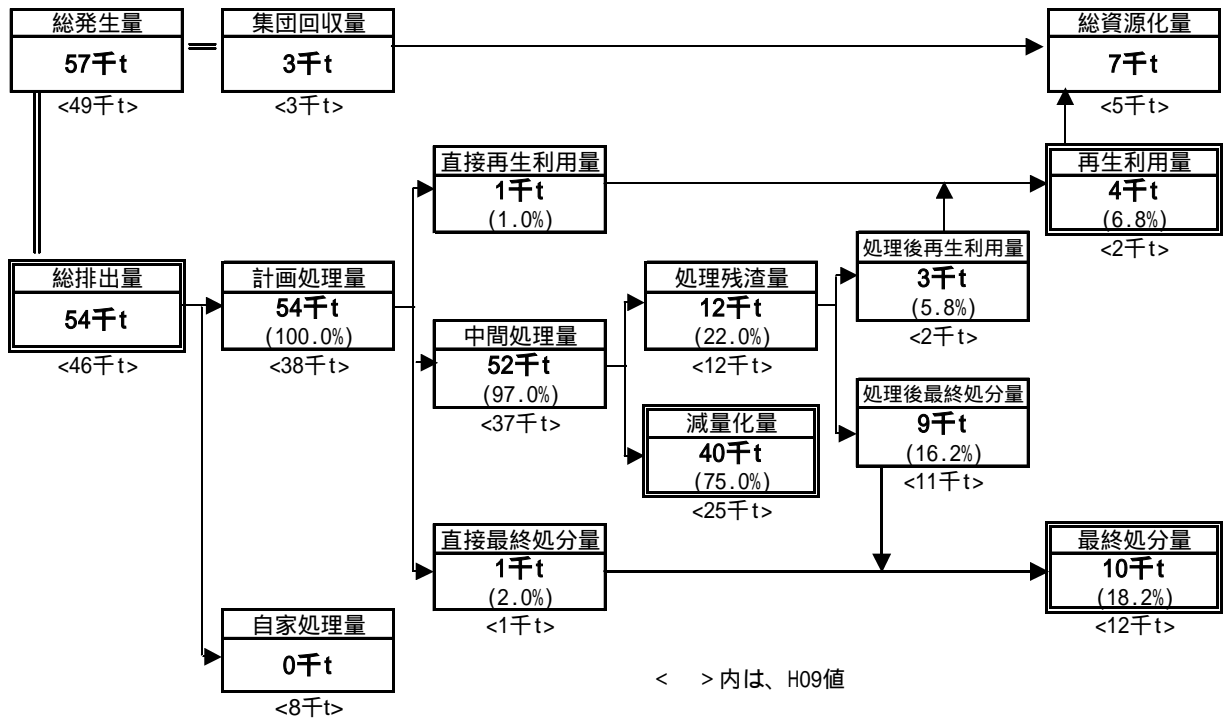 総発生量
57千t
<49千t>
集団回収量
3千t
<3千t>
総資源化量
7千t
<5千t>
直接再生利用量
1千t
(1.0%)
再生利用量
4千t
(6.8%)
<2千t>
総排出量
54千t
<46千t>
計画処理量
54千t
(100.0%)
<38千t>
中間処理量
52千t
(97.0%)
<37千t>
処理残渣量
12千t
(22.0%)
<12千t>
処理後再生利用量
3千t
(5.8%)
<2千t>
減量化量
40千t
(75.0%)
<25千t>
処理後最終処分量
9千t
(16.2%)
<11千t>
直接最終処分量
1千t
(2.0%)
<1千t>
最終処分量
10千t
(18.2%)
<12千t>
自家処理量
0千t
<8千t>
< >内は、H09値